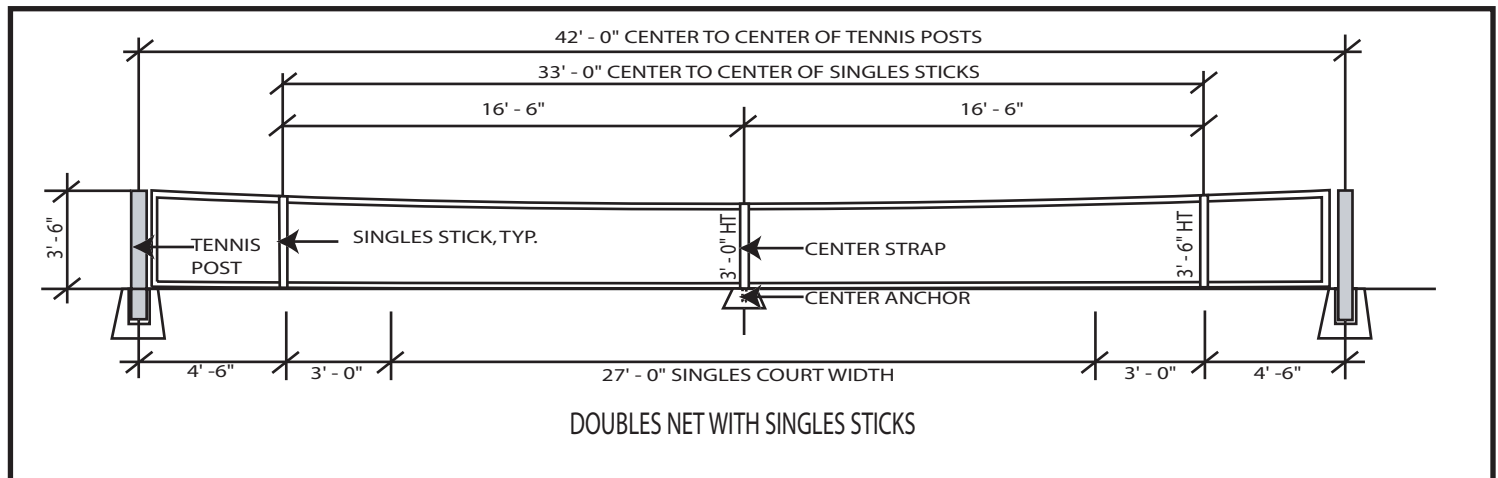 42' - 0" CENTER TO CENTER OF TENNIS POSTS
33' - 0" CENTER TO CENTER OF SINGLES STICKS
16' - 6"
16' - 6"
3' - 6"
TENNIS
POST
SINGLES STICK, TYP.
3' - 0" HT
CENTER STRAP
3' - 6" HT
CENTER ANCHOR
4' -6"
3' - 0"
27' - 0" SINGLES COURT WIDTH
3' - 0"
4' -6"
DOUBLES NET WITH SINGLES STICKS